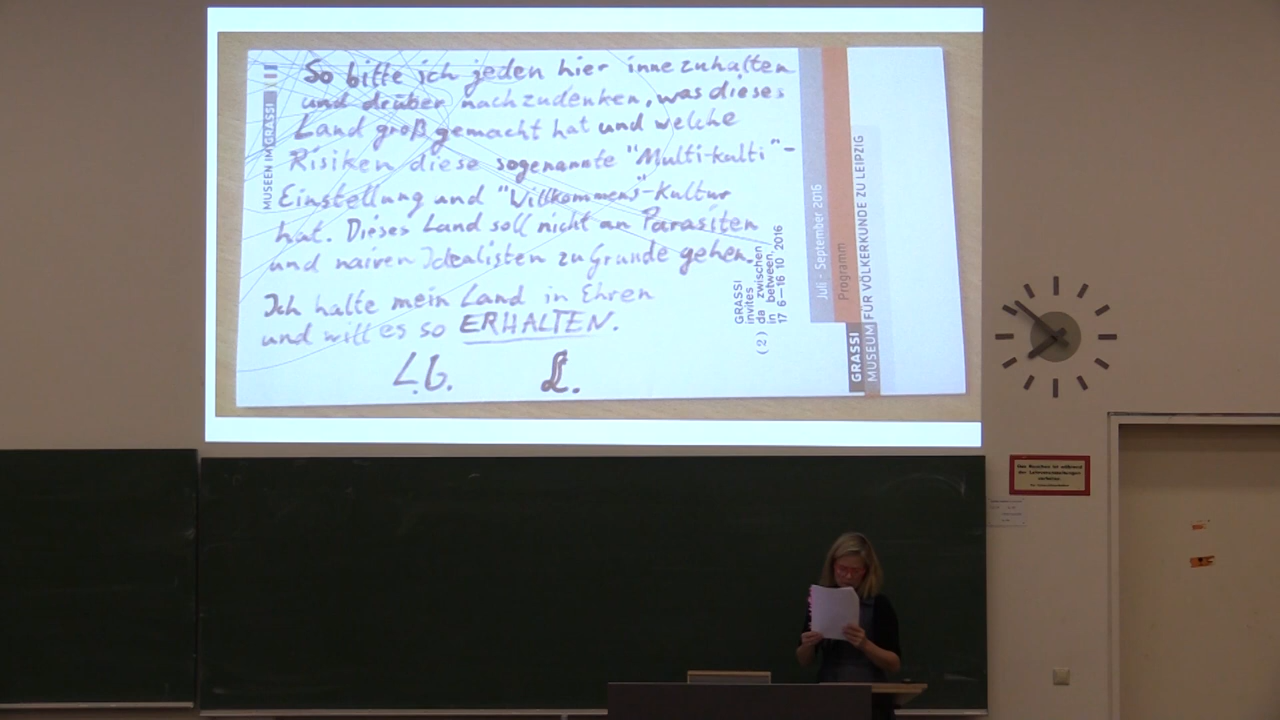 So bitte ich jeden hier innezuhalten
und drüber nachzudenken, was dieses
Land groß gemacht hat und welche
Risiken diese sogenannte "Multi-kulti"-
Einstellung und "Willkommens"-Kultur
hat. Dieses Land soll nicht an Parasiten
und naiven Idealisten zu Grunde gehen.
Ich halte mein Land in Ehren
und will es so ERHALTEN.
L.G. L.
MUSEEN IM GRASSI
GRASSI
invites
(2) da zwischen
in between
17 6—16 10 2016
Juli - September 2016
Programm
GRASSI
MUSEUM FÜR VÖLKERKUNDE ZU LEIPZIG